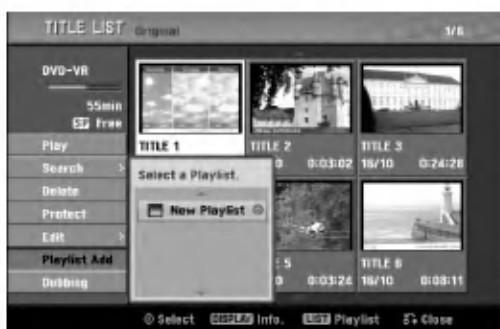 TITLE LIST Original 1/6
DVD-VR
55min
SP Free
Play
Search >
Delete
Protect
Edit >
Playlist Add
Dubbing
TITLE 1
TITLE 2
0:03:02
TITLE 3
16/10 0:24:28
Select a Playlist.
New Playlist
5
0:03:24
TITLE 6
16/10 0:08:11
Select DISPLAY Info. LIST Playlist Close